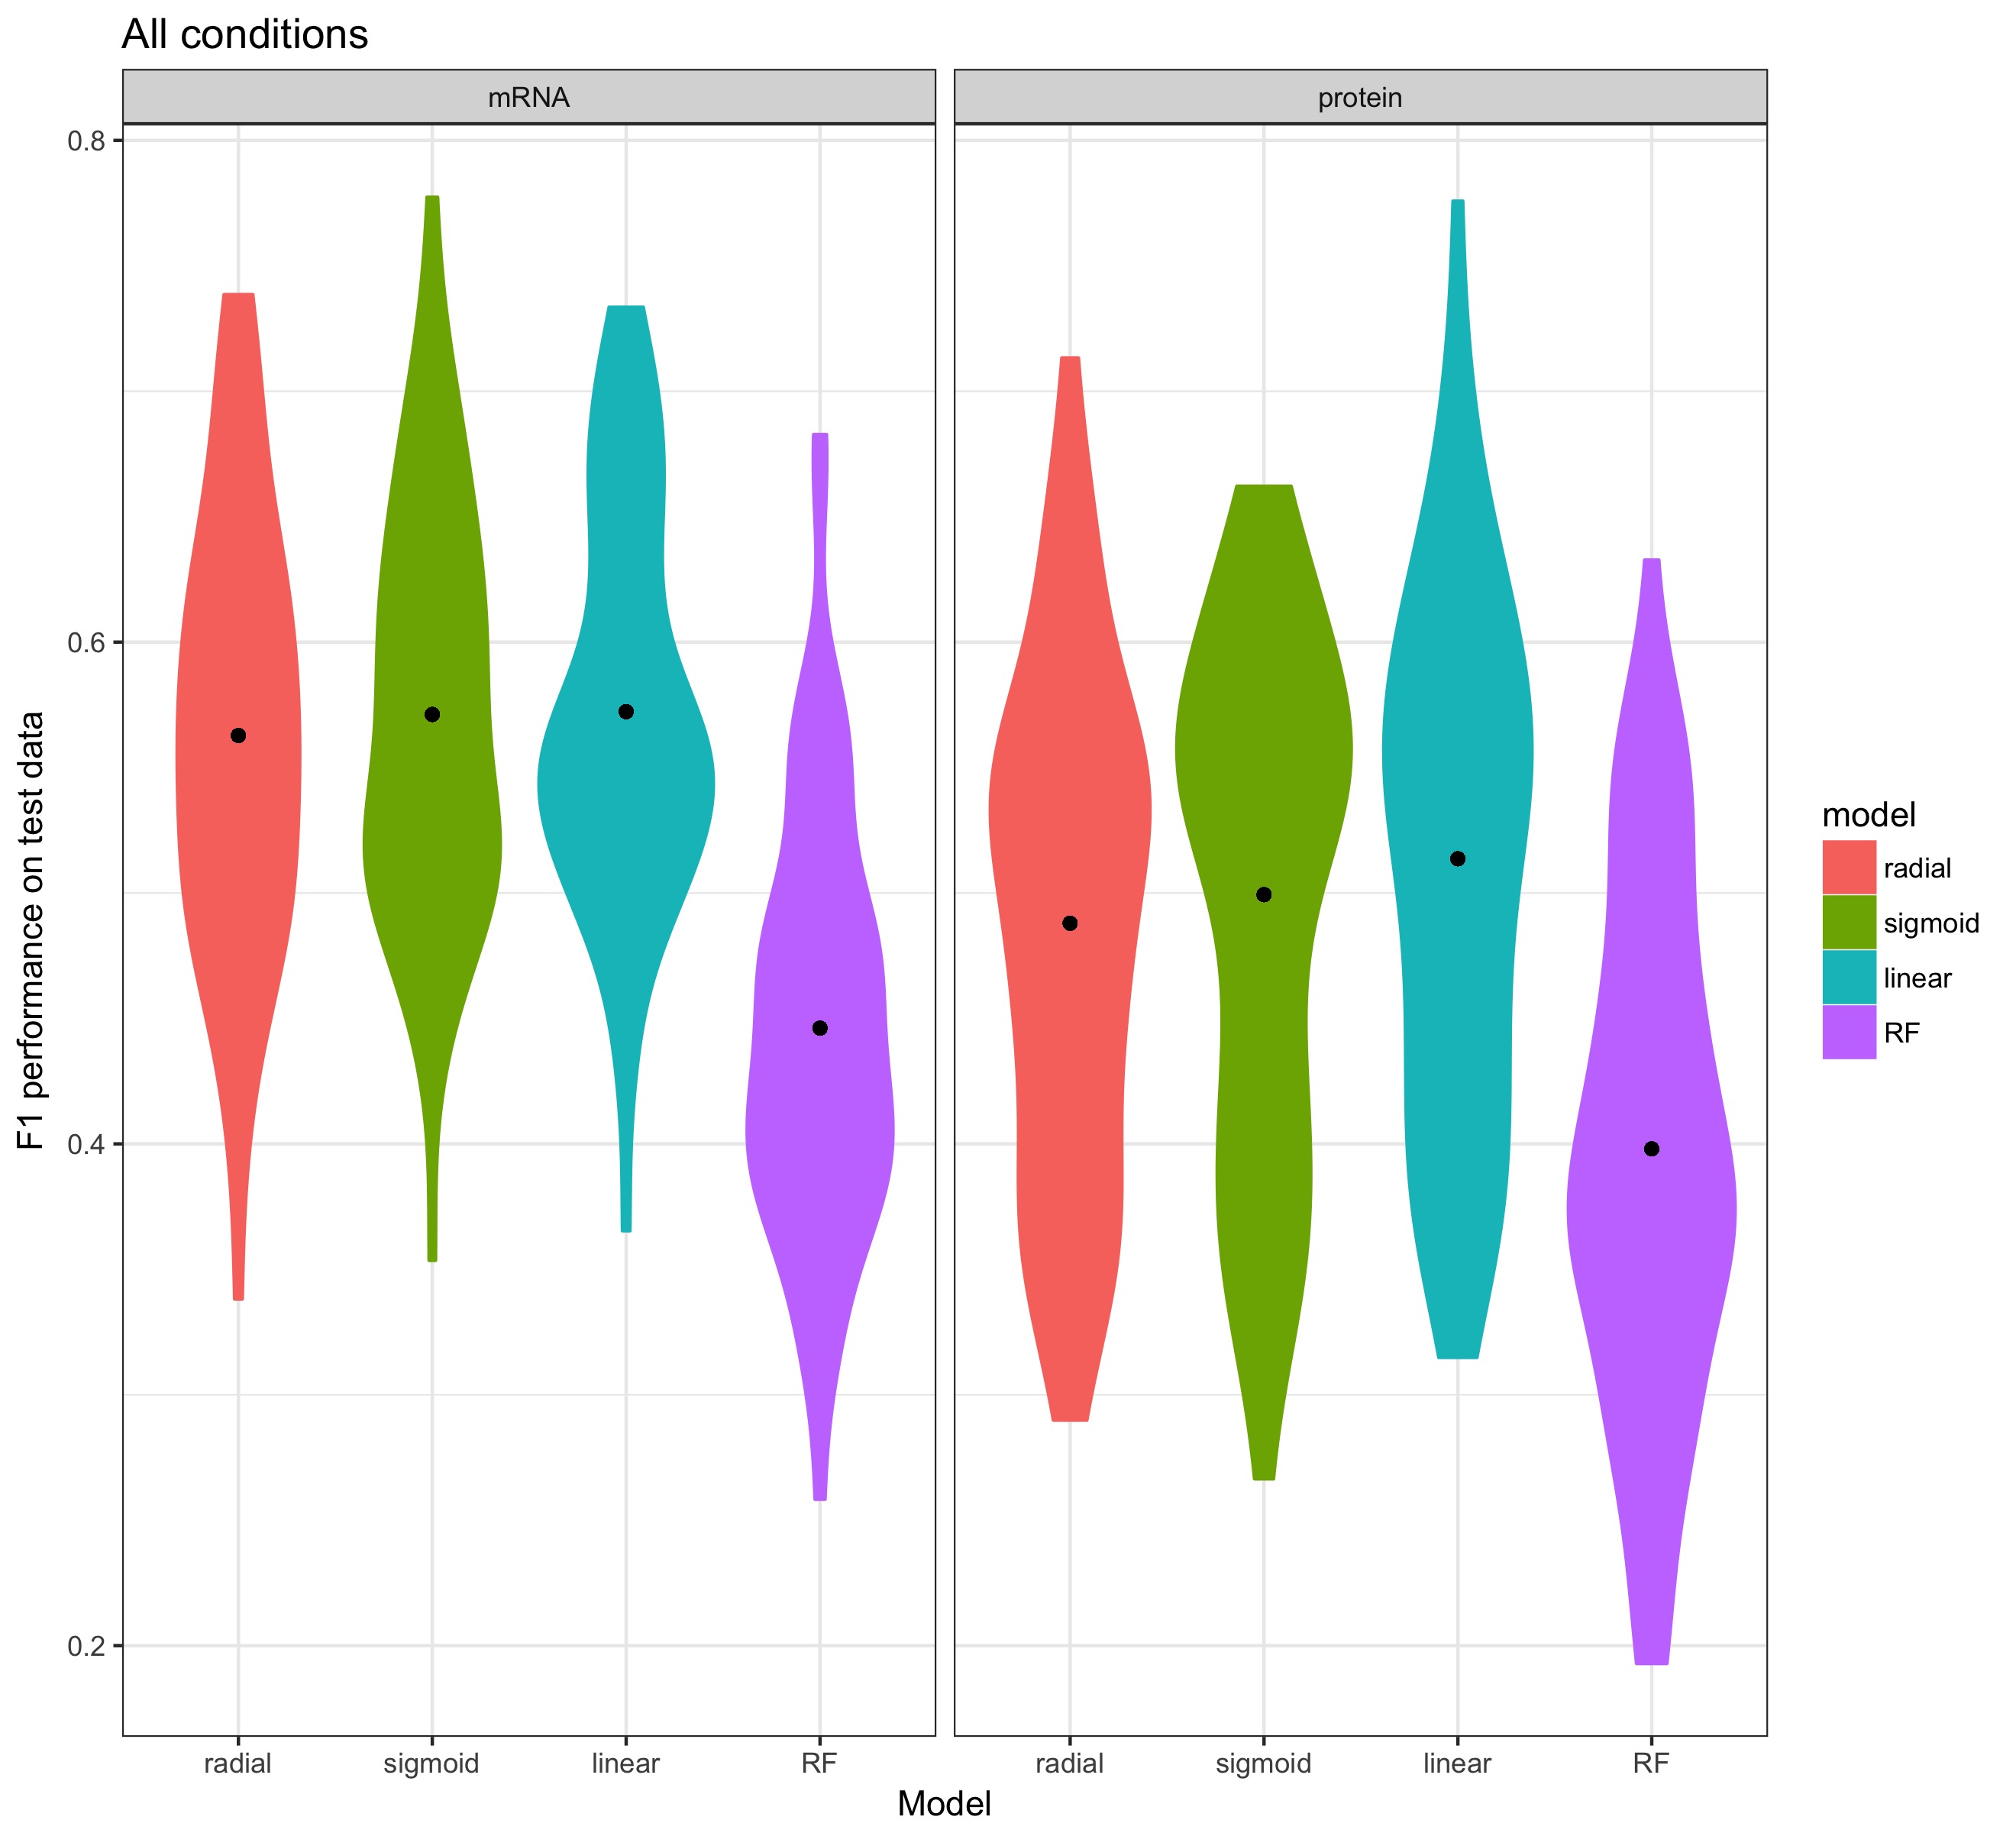 All conditions
mRNA
protein
0.8
0.6
0.4
0.2
F1 performance on test data
radial
sigmoid
linear
RF
radial
sigmoid
linear
RF
Model
model
radial
sigmoid
linear
RF